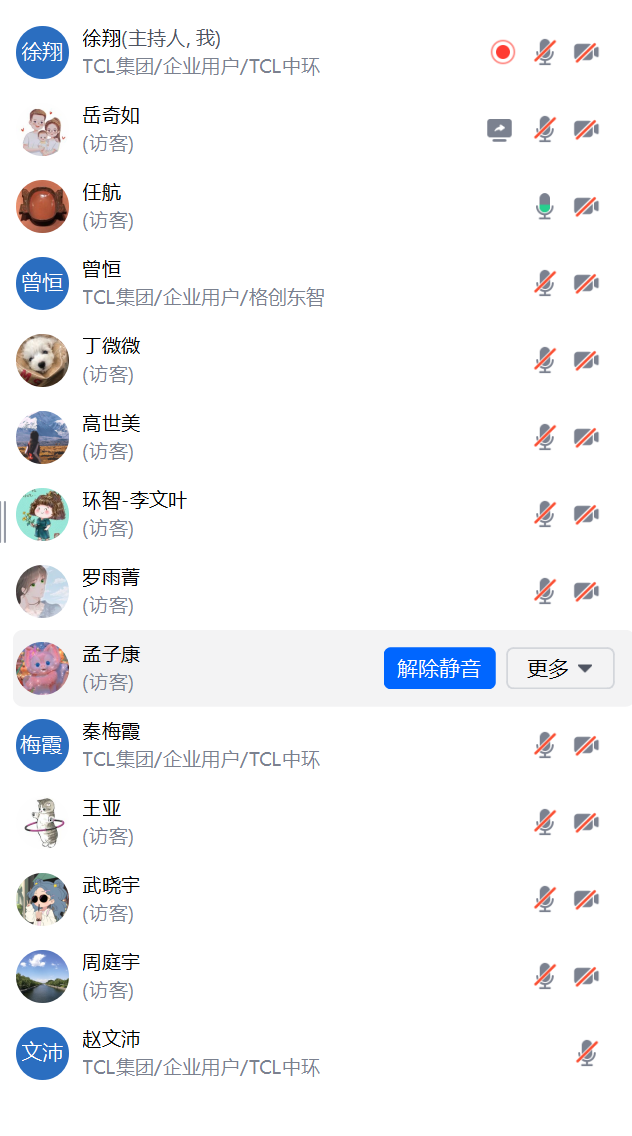 徐翔
徐翔(主持人, 我)
TCL集团/企业用户/TCL中环
岳奇如
(访客)
任航
(访客)
曾恒
曾恒
TCL集团/企业用户/格创东智
丁微微
(访客)
高世美
(访客)
环智-李文叶
(访客)
罗雨菁
(访客)
孟子康
(访客)
解除静音
更多
梅霞
秦梅霞
TCL集团/企业用户/TCL中环
王亚
(访客)
武晓宇
(访客)
周庭宇
(访客)
文沛
赵文沛
TCL集团/企业用户/TCL中环